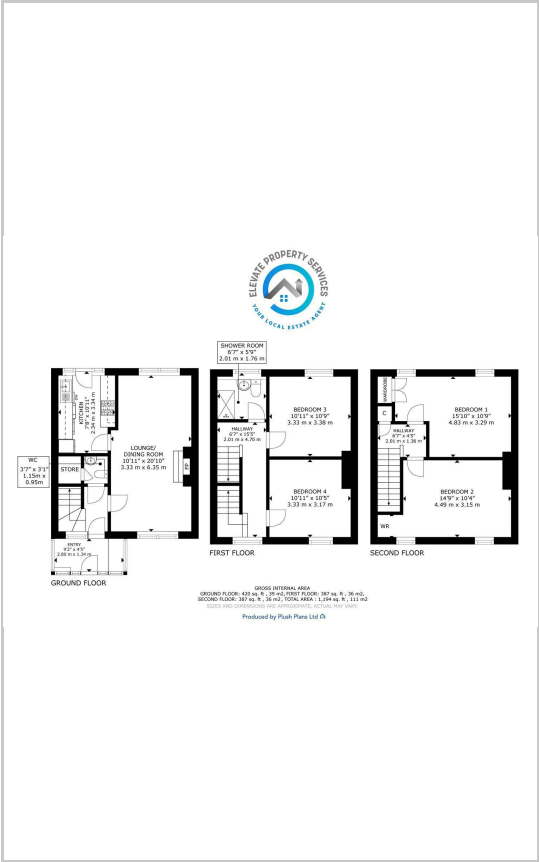 ELEVATE PROPERTY SERVICES
YOUR LOCAL ESTATE AGENT
SHOWER ROOM
6'7" x 5'9"
2.01 m x 1.76 m
KITCHEN
7'8" x 10'11"
2.34 m x 3.34 m
LOUNGE/
DINING ROOM
10'11" x 20'10"
3.33 m x 6.35 m
FP
WC
3'7" x 3'1"
1.15m x
0.95m
STORE
ENTRY
9'2" x 4'5"
2.80 m x 1.34 m
GROUND FLOOR
BEDROOM 3
10'11" x 10'9"
3.33 m x 3.38 m
HALLWAY
6'7" x 15'5"
2.01 m x 4.70 m
BEDROOM 4
10'11" x 10'5"
3.33 m x 3.17 m
FIRST FLOOR
WARDROBE
BEDROOM 1
15'10" x 10'9"
4.83 m x 3.29 m
C
HALLWAY
6'7" x 4'5"
2.01 m x 1.36 m
BEDROOM 2
14'9" x 10'4"
4.49 m x 3.15 m
WR
SECOND FLOOR
GROSS INTERNAL AREA
GROUND FLOOR: 420 sq. ft , 39 m2, FIRST FLOOR: 387 sq. ft , 36 m2,
SECOND FLOOR: 387 sq. ft , 36 m2, TOTAL AREA : 1,194 sq. ft , 111 m2
SIZES AND DIMENSIONS ARE APPROXIMATE, ACTUAL MAY VARY.
Produced by Plush Plans Ltd